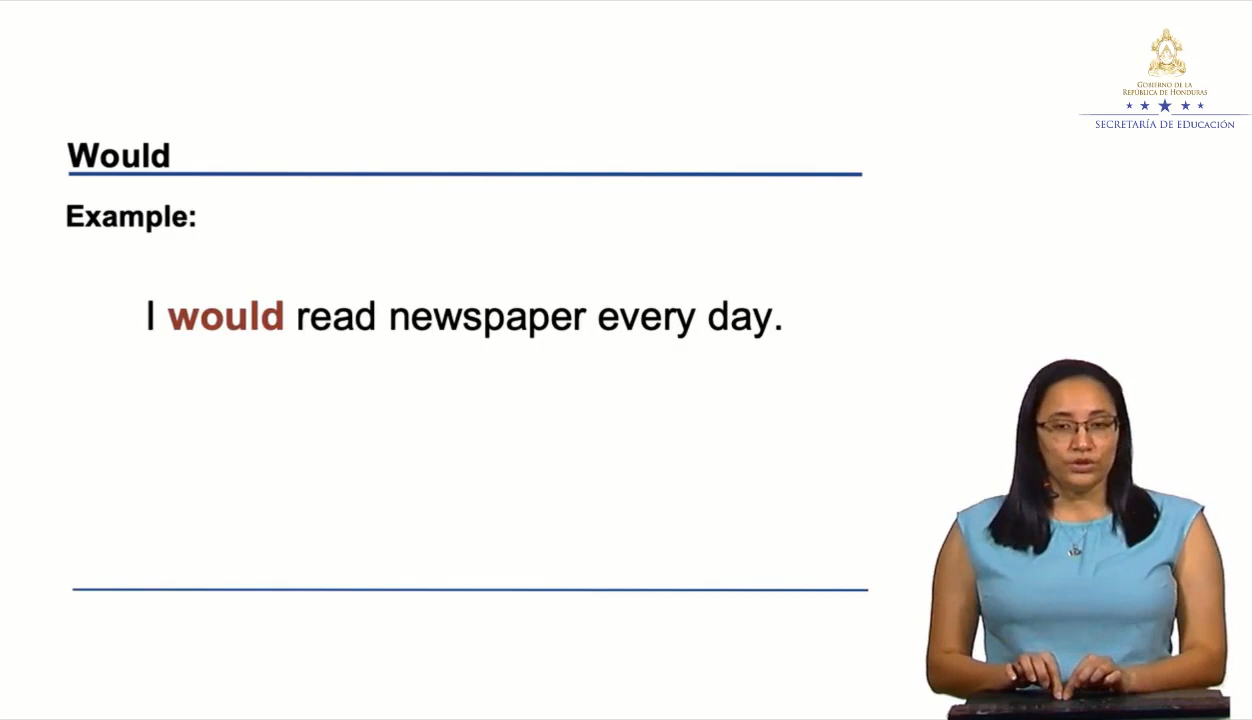 GOBIERNO DE LA
REPÚBLICA DE HONDURAS
SECRETARÍA DE EDUCACIÓN
Would
Example:
I would read newspaper every day.